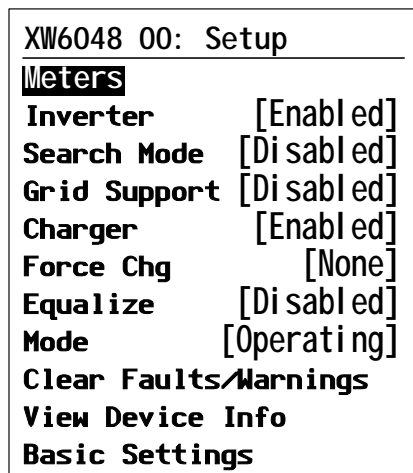 XW6048 00: Setup
Meters
Inverter [Enabled]
Search Mode [Disabled]
Grid Support [Disabled]
Charger [Enabled]
Force Chg [None]
Equalize [Disabled]
Mode [Operating]
Clear Faults/Warnings
View Device Info
Basic Settings